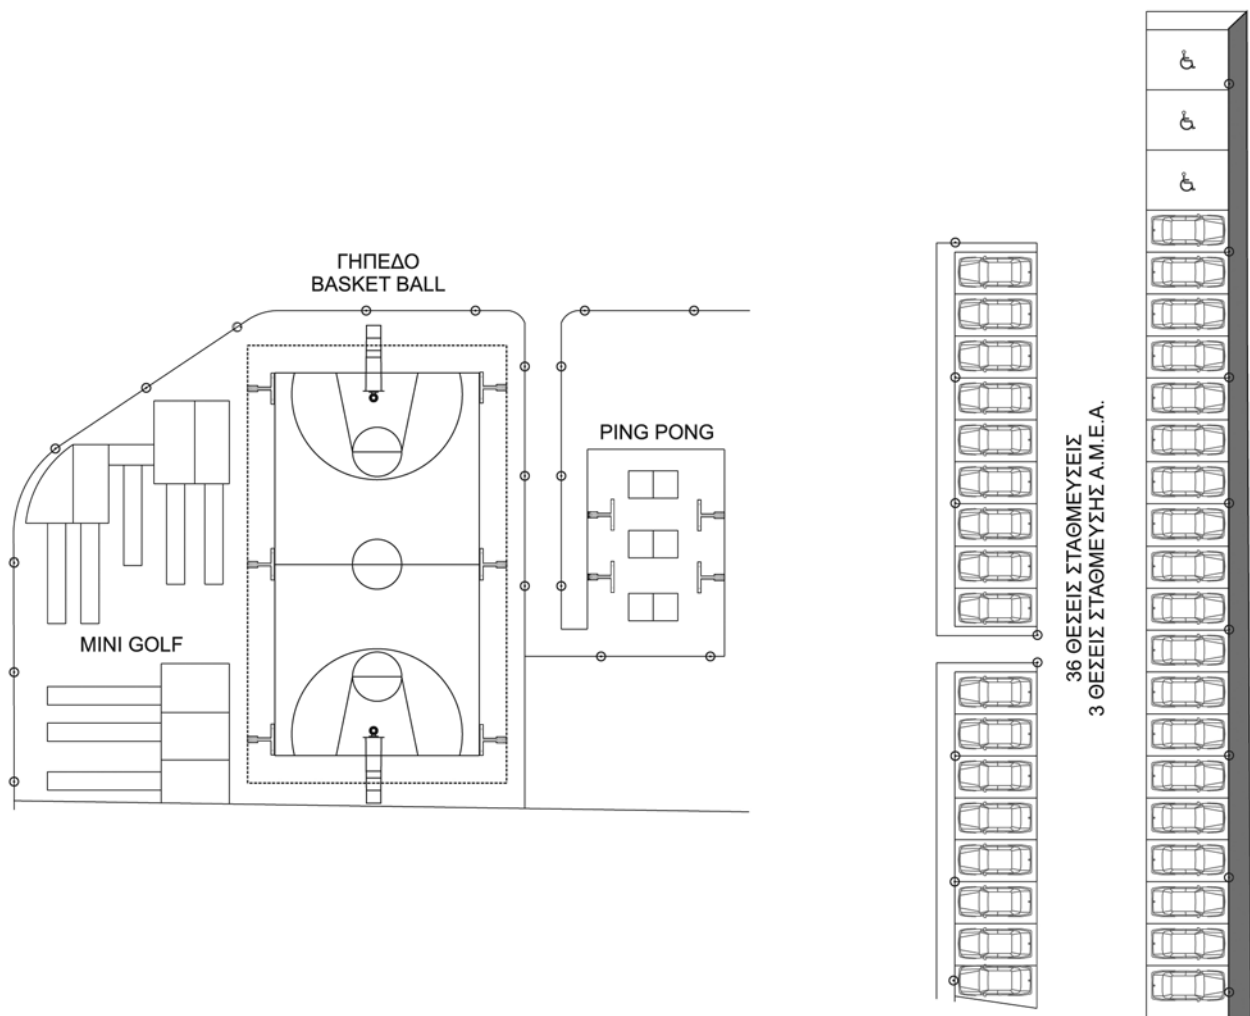 ΓΗΠΕΔΟ
BASKET BALL
PING PONG
MINI GOLF
36 ΘΕΣΕΙΣ ΣΤΑΘΜΕΥΣΕΙΣ
3 ΘΕΣΕΙΣ ΣΤΑΘΜΕΥΣΗΣ Α.Μ.Ε.Α.